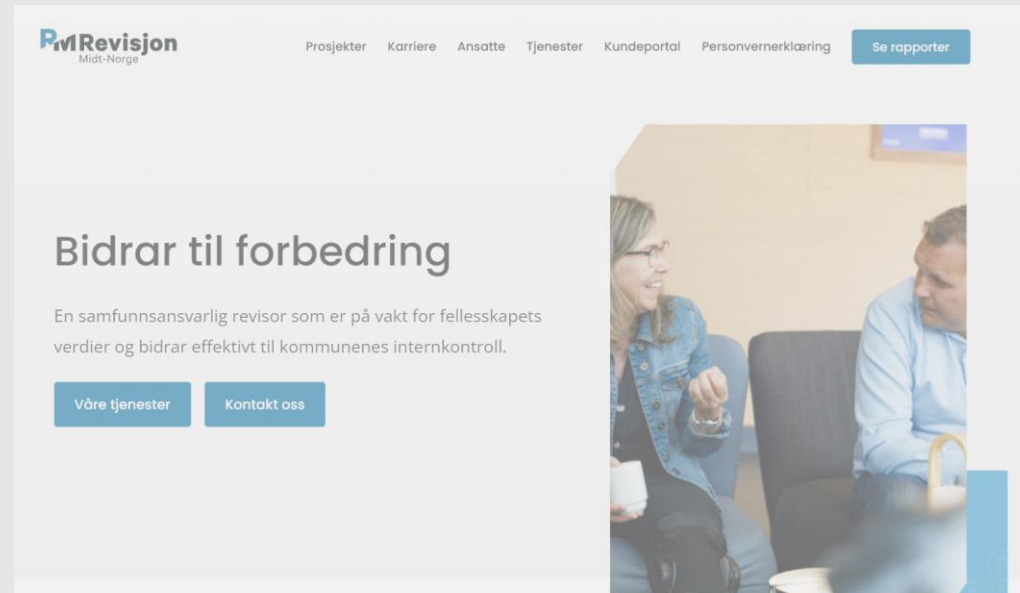 RMRevisjon
Midt-Norge
Prosjekter Karriere Ansatte Tjenester Kundeportal Personvernerklæring Se rapporter
Bidrar til forbedring
En samfunnsansvarlig revisor som er på vakt for fellesskapets
verdier og bidrar effektivt til kommunenes internkontroll.
Våre tjenester Kontakt oss